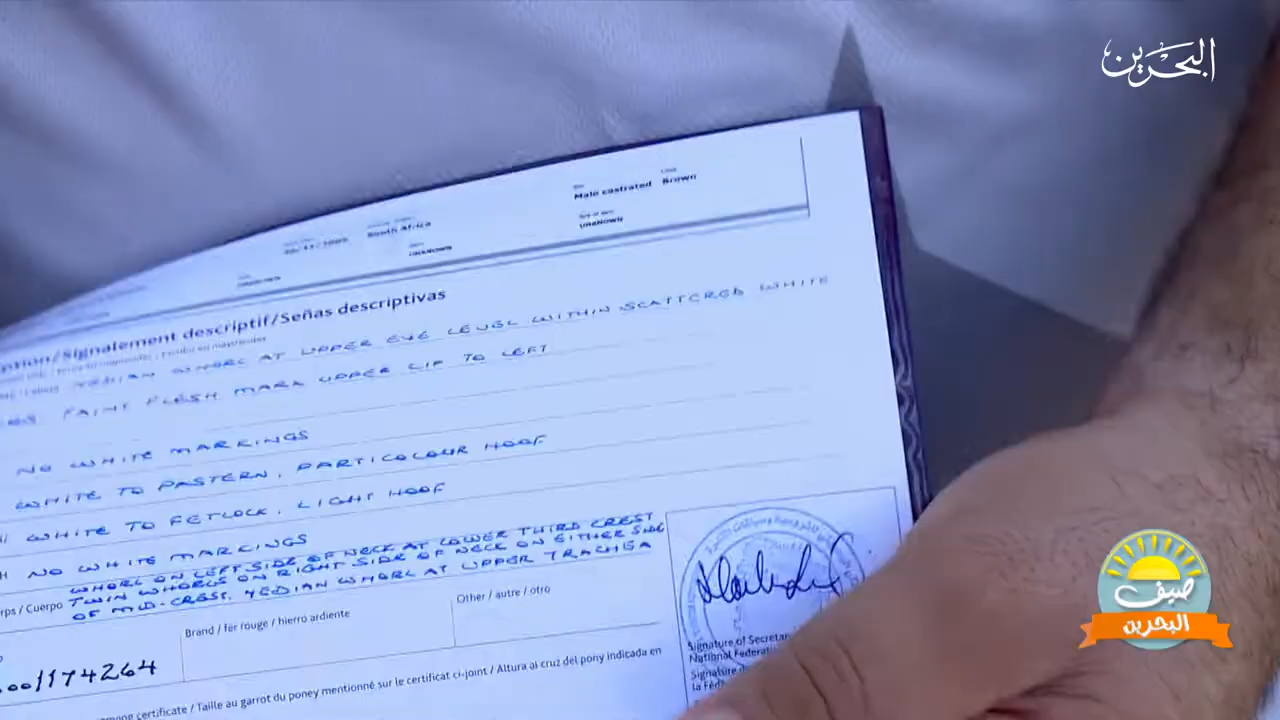 البحرين
Male castrated Brown
South Africa
unknown
unknown
ption/Signalement descriptif/Señas descriptivas
WHORL AT UPPER EYE LEVEL WITHIN SCATTERED WHITE
FAINT FLESH MARK UPPER LIP TO LEFT
NO WHITE MARKINGS
WHITE TO PASTERN, PARTICOLOUR HOOF
WHITE TO FETLOCK, LIGHT HOOF
NO WHITE MARKINGS
WHORL ON LEFT SIDE OF NECK AT LOWER THIRD CREST
rps / Cuerpo TWIN WHORLS ON RIGHT SIDE OF NECK ON EITHER SIDE
OF MID-CREST. MEDIAN WHORL AT UPPER TRACHEA
Brand / fer rouge / hierro ardiente
Other / autre / otro
001174264
Signature of Secretar
National Federati
Signature d
la Féd
certificate / Taille au garrot du poney mentionné sur le certificat ci-joint / Altura al cruz del pony indicada en
صيف
البحرين